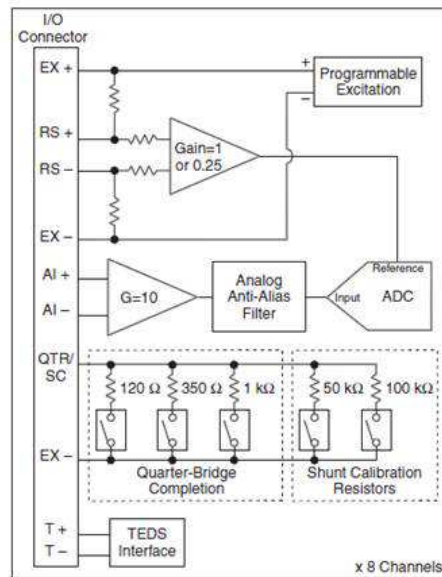 I/O
Connector
EX +
+
Programmable
Excitation
–
RS +
Gain=1
or 0.25
RS –
EX –
Reference
AI +
G=10
Analog
Anti-Alias
Filter
Input
ADC
AI –
QTR/
SC
120 Ω
350 Ω
1 kΩ
50 kΩ
100 kΩ
EX –
Quarter-Bridge
Completion
Shunt Calibration
Resistors
T +
T –
TEDS
Interface
x 8 Channels